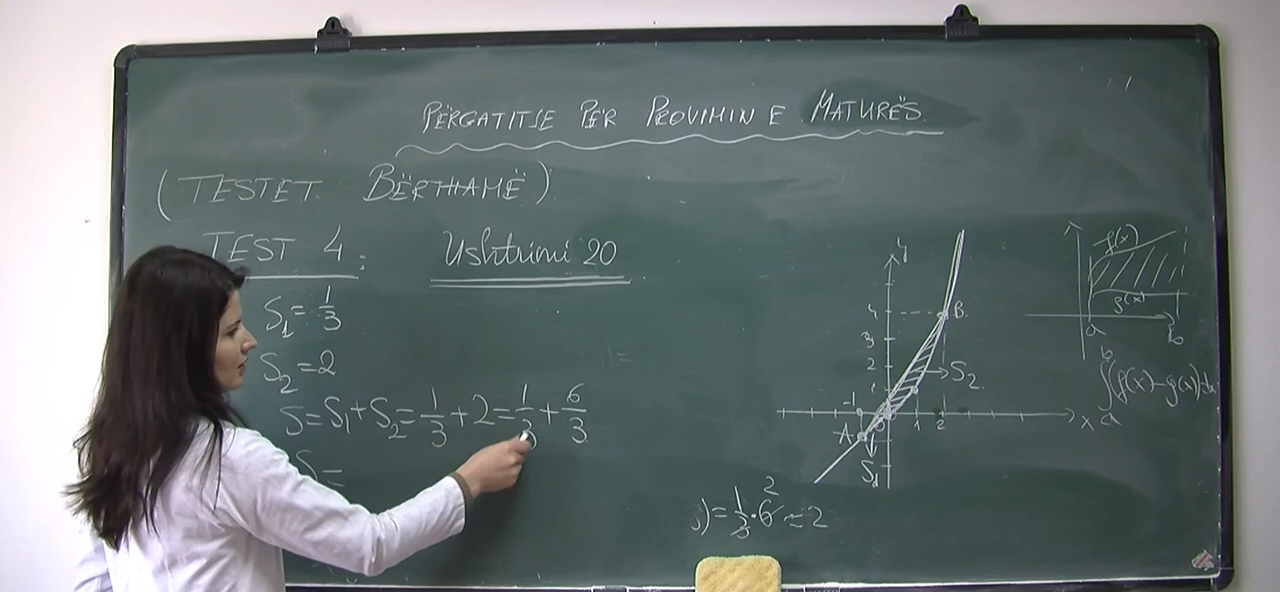 PËRGATITJE PËR PROVIMIN E MATURËS
(TESTET BËRTHAMË)
TEST 4:
Ushtrimi 20
S₁ = 1/3
S₂ = 2
S = S₁ + S₂ = 1/3 + 2 = 1/3 + 6/3
S =
y
4
B
3
2
S₂
1
-1
1 2
x
A
S₁
f(x)
g(x)
a b
∫ₐᵇ (f(x) - g(x)) dx
) = 1/3 · 6 = 2
2